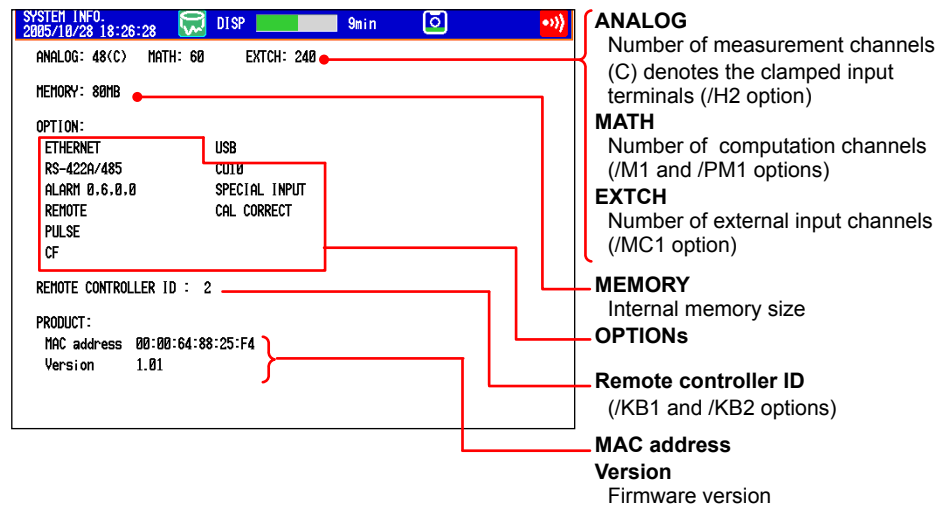 SYSTEM INFO.
2005/10/28 18:26:28 DISP 9min
ANALOG: 48(C) MATH: 60 EXTCH: 240
MEMORY: 80MB
OPTION:
ETHERNET USB
RS-422A/485 CU10
ALARM 0.6.0.0 SPECIAL INPUT
REMOTE CAL CORRECT
PULSE
CF
REMOTE CONTROLLER ID : 2
PRODUCT:
MAC address 00:00:64:88:25:F4
Version 1.01
ANALOG
Number of measurement channels
(C) denotes the clamped input
terminals (/H2 option)
MATH
Number of computation channels
(/M1 and /PM1 options)
EXTCH
Number of external input channels
(/MC1 option)
MEMORY
Internal memory size
OPTIONs
Remote controller ID
(/KB1 and /KB2 options)
MAC address
Version
Firmware version